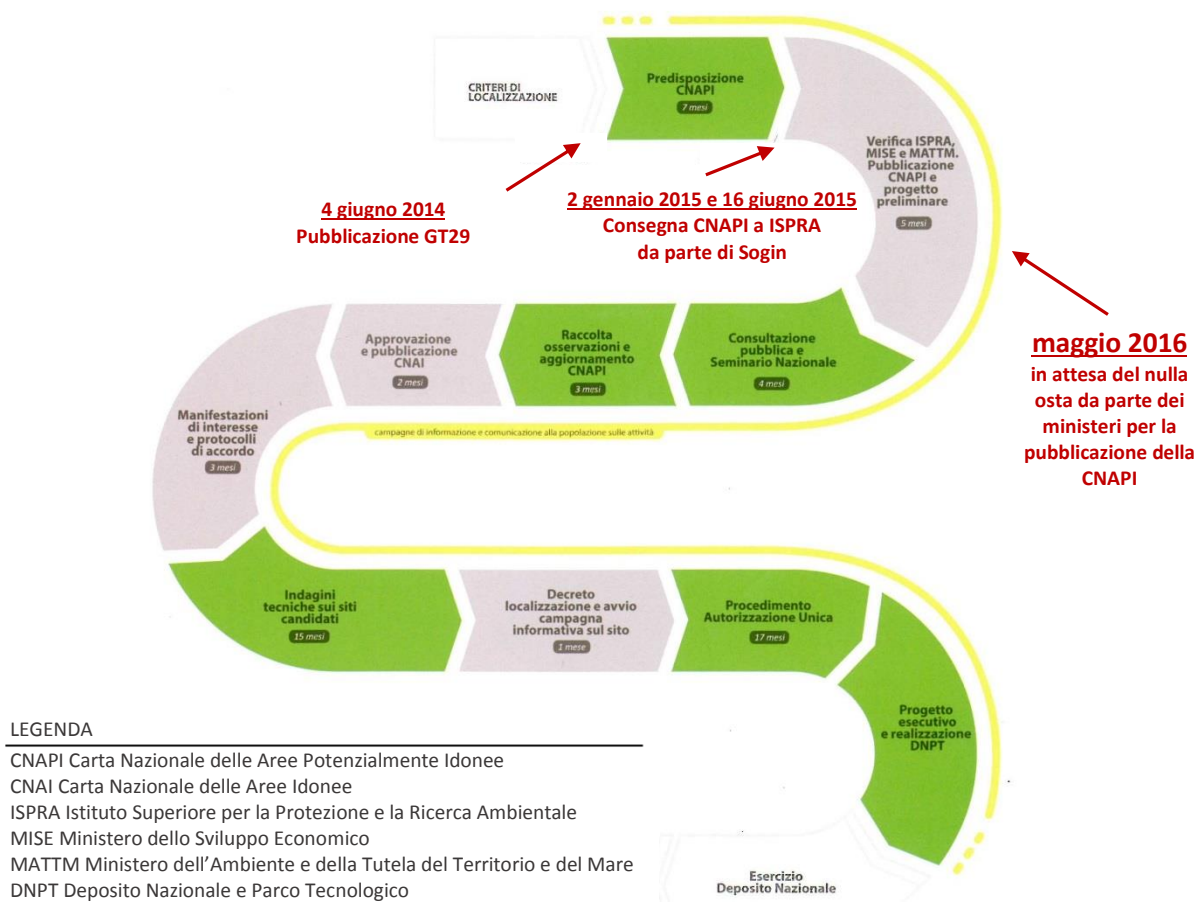 CRITERI DI
LOCALIZZAZIONE
Predisposizione
CNAPI
7 mesi
Verifica ISPRA,
MISE e MATTM.
Pubblicazione
CNAPI e
progetto
preliminare
5 mesi
4 giugno 2014
Pubblicazione GT29
2 gennaio 2015 e 16 giugno 2015
Consegna CNAPI a ISPRA
da parte di Sogin
maggio 2016
in attesa del nulla
osta da parte dei
ministeri per la
pubblicazione della
CNAPI
Consultazione
pubblica e
Seminario Nazionale
4 mesi
Raccolta
osservazioni e
aggiornamento
CNAPI
3 mesi
Approvazione
e pubblicazione
CNAI
2 mesi
Manifestazioni
di interesse
e protocolli
di accordo
3 mesi
campagne di informazione e comunicazione alla popolazione sulle attività
Indagini
tecniche sui siti
candidati
15 mesi
Decreto
localizzazione e avvio
campagna
informativa sul sito
1 mese
Procedimento
Autorizzazione Unica
17 mesi
Progetto
esecutivo
e realizzazione
DNPT
Esercizio
Deposito Nazionale
LEGENDA
CNAPI Carta Nazionale delle Aree Potenzialmente Idonee
CNAI Carta Nazionale delle Aree Idonee
ISPRA Istituto Superiore per la Protezione e la Ricerca Ambientale
MISE Ministero dello Sviluppo Economico
MATTM Ministero dell’Ambiente e della Tutela del Territorio e del Mare
DNPT Deposito Nazionale e Parco Tecnologico